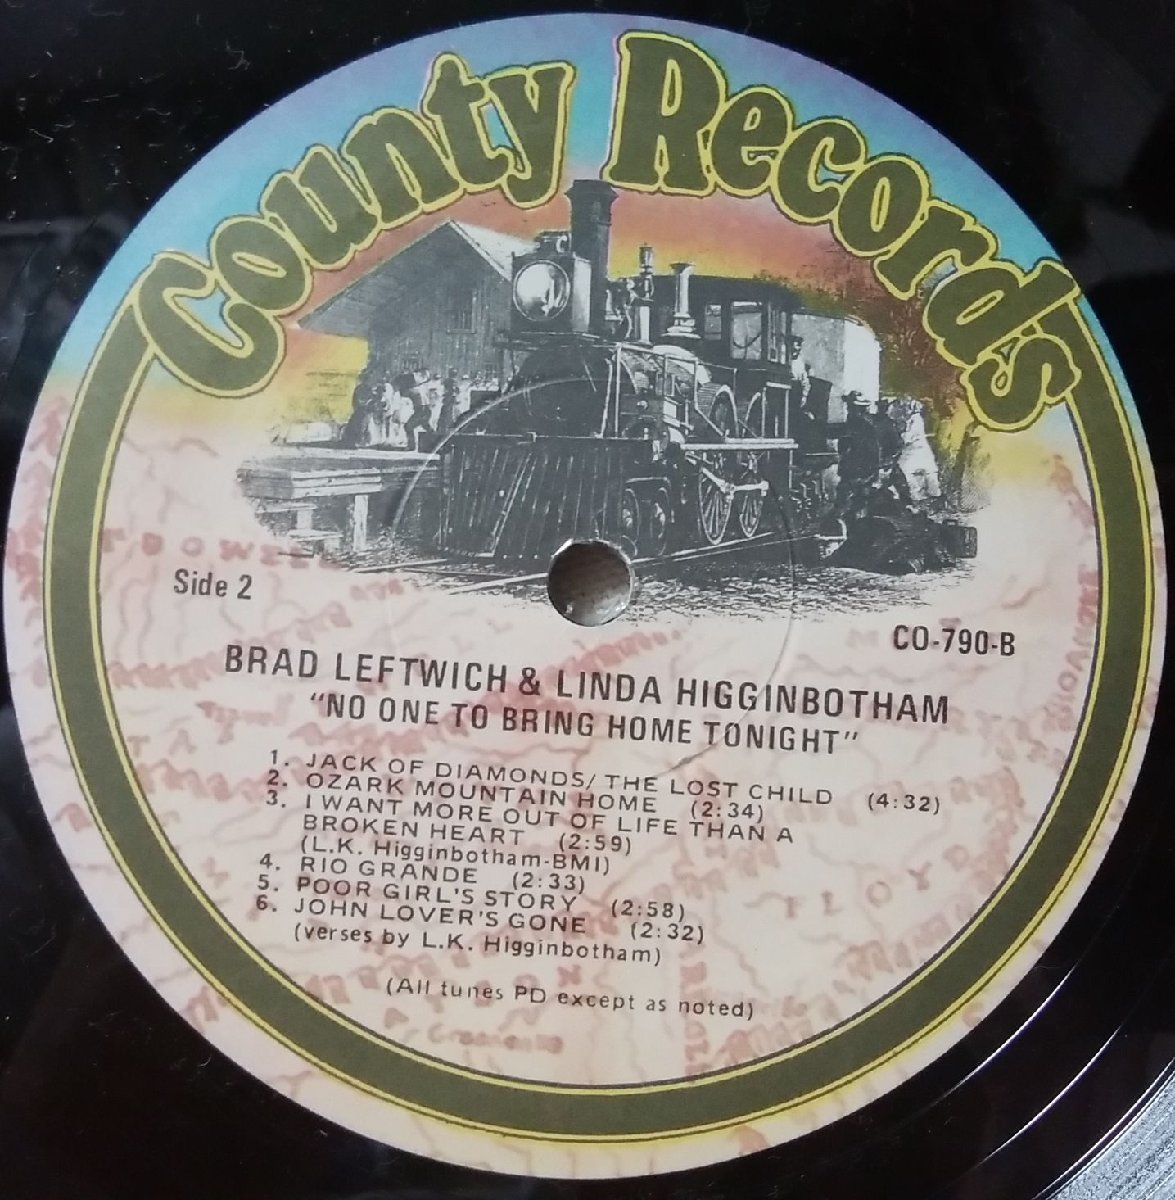 County Records
Side 2
CO-790-B
BRAD LEFTWICH & LINDA HIGGINBOTHAM
"NO ONE TO BRING HOME TONIGHT"
1. JACK OF DIAMONDS/ THE LOST CHILD (4:32)
2. OZARK MOUNTAIN HOME (2:34)
3. I WANT MORE OUT OF LIFE THAN A
BROKEN HEART (2:59)
(L.K. Higginbotham-BMI)
4. RIO GRANDE (2:33)
5. POOR GIRL'S STORY (2:58)
6. JOHN LOVER'S GONE (2:32)
(verses by L.K. Higginbotham)
(All tunes PD except as noted)
FLOYD